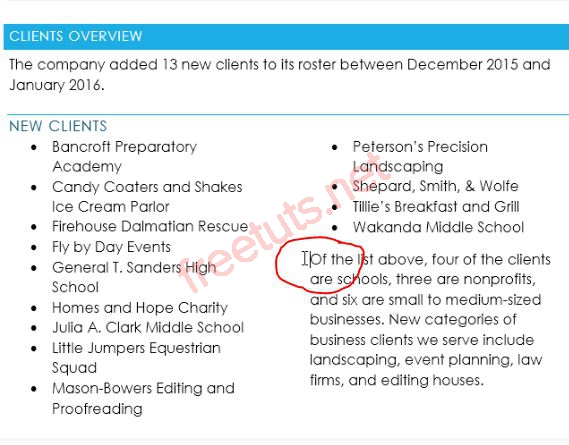 CLIENTS OVERVIEW
The company added 13 new clients to its roster between December 2015 and
January 2016.
NEW CLIENTS
• Bancroft Preparatory
Academy
• Candy Coaters and Shakes
Ice Cream Parlor
• Firehouse Dalmatian Rescue
• Fly by Day Events
• General T. Sanders High
School
• Homes and Hope Charity
• Julia A. Clark Middle School
• Little Jumpers Equestrian
Squad
• Mason-Bowers Editing and
Proofreading
• Peterson's Precision
Landscaping
• Shepard, Smith, & Wolfe
• Tillie's Breakfast and Grill
• Wakanda Middle School
Of the list above, four of the clients
are schools, three are nonprofits,
and six are small to medium-sized
businesses. New categories of
business clients we serve include
landscaping, event planning, law
firms, and editing houses.
freetuts.net